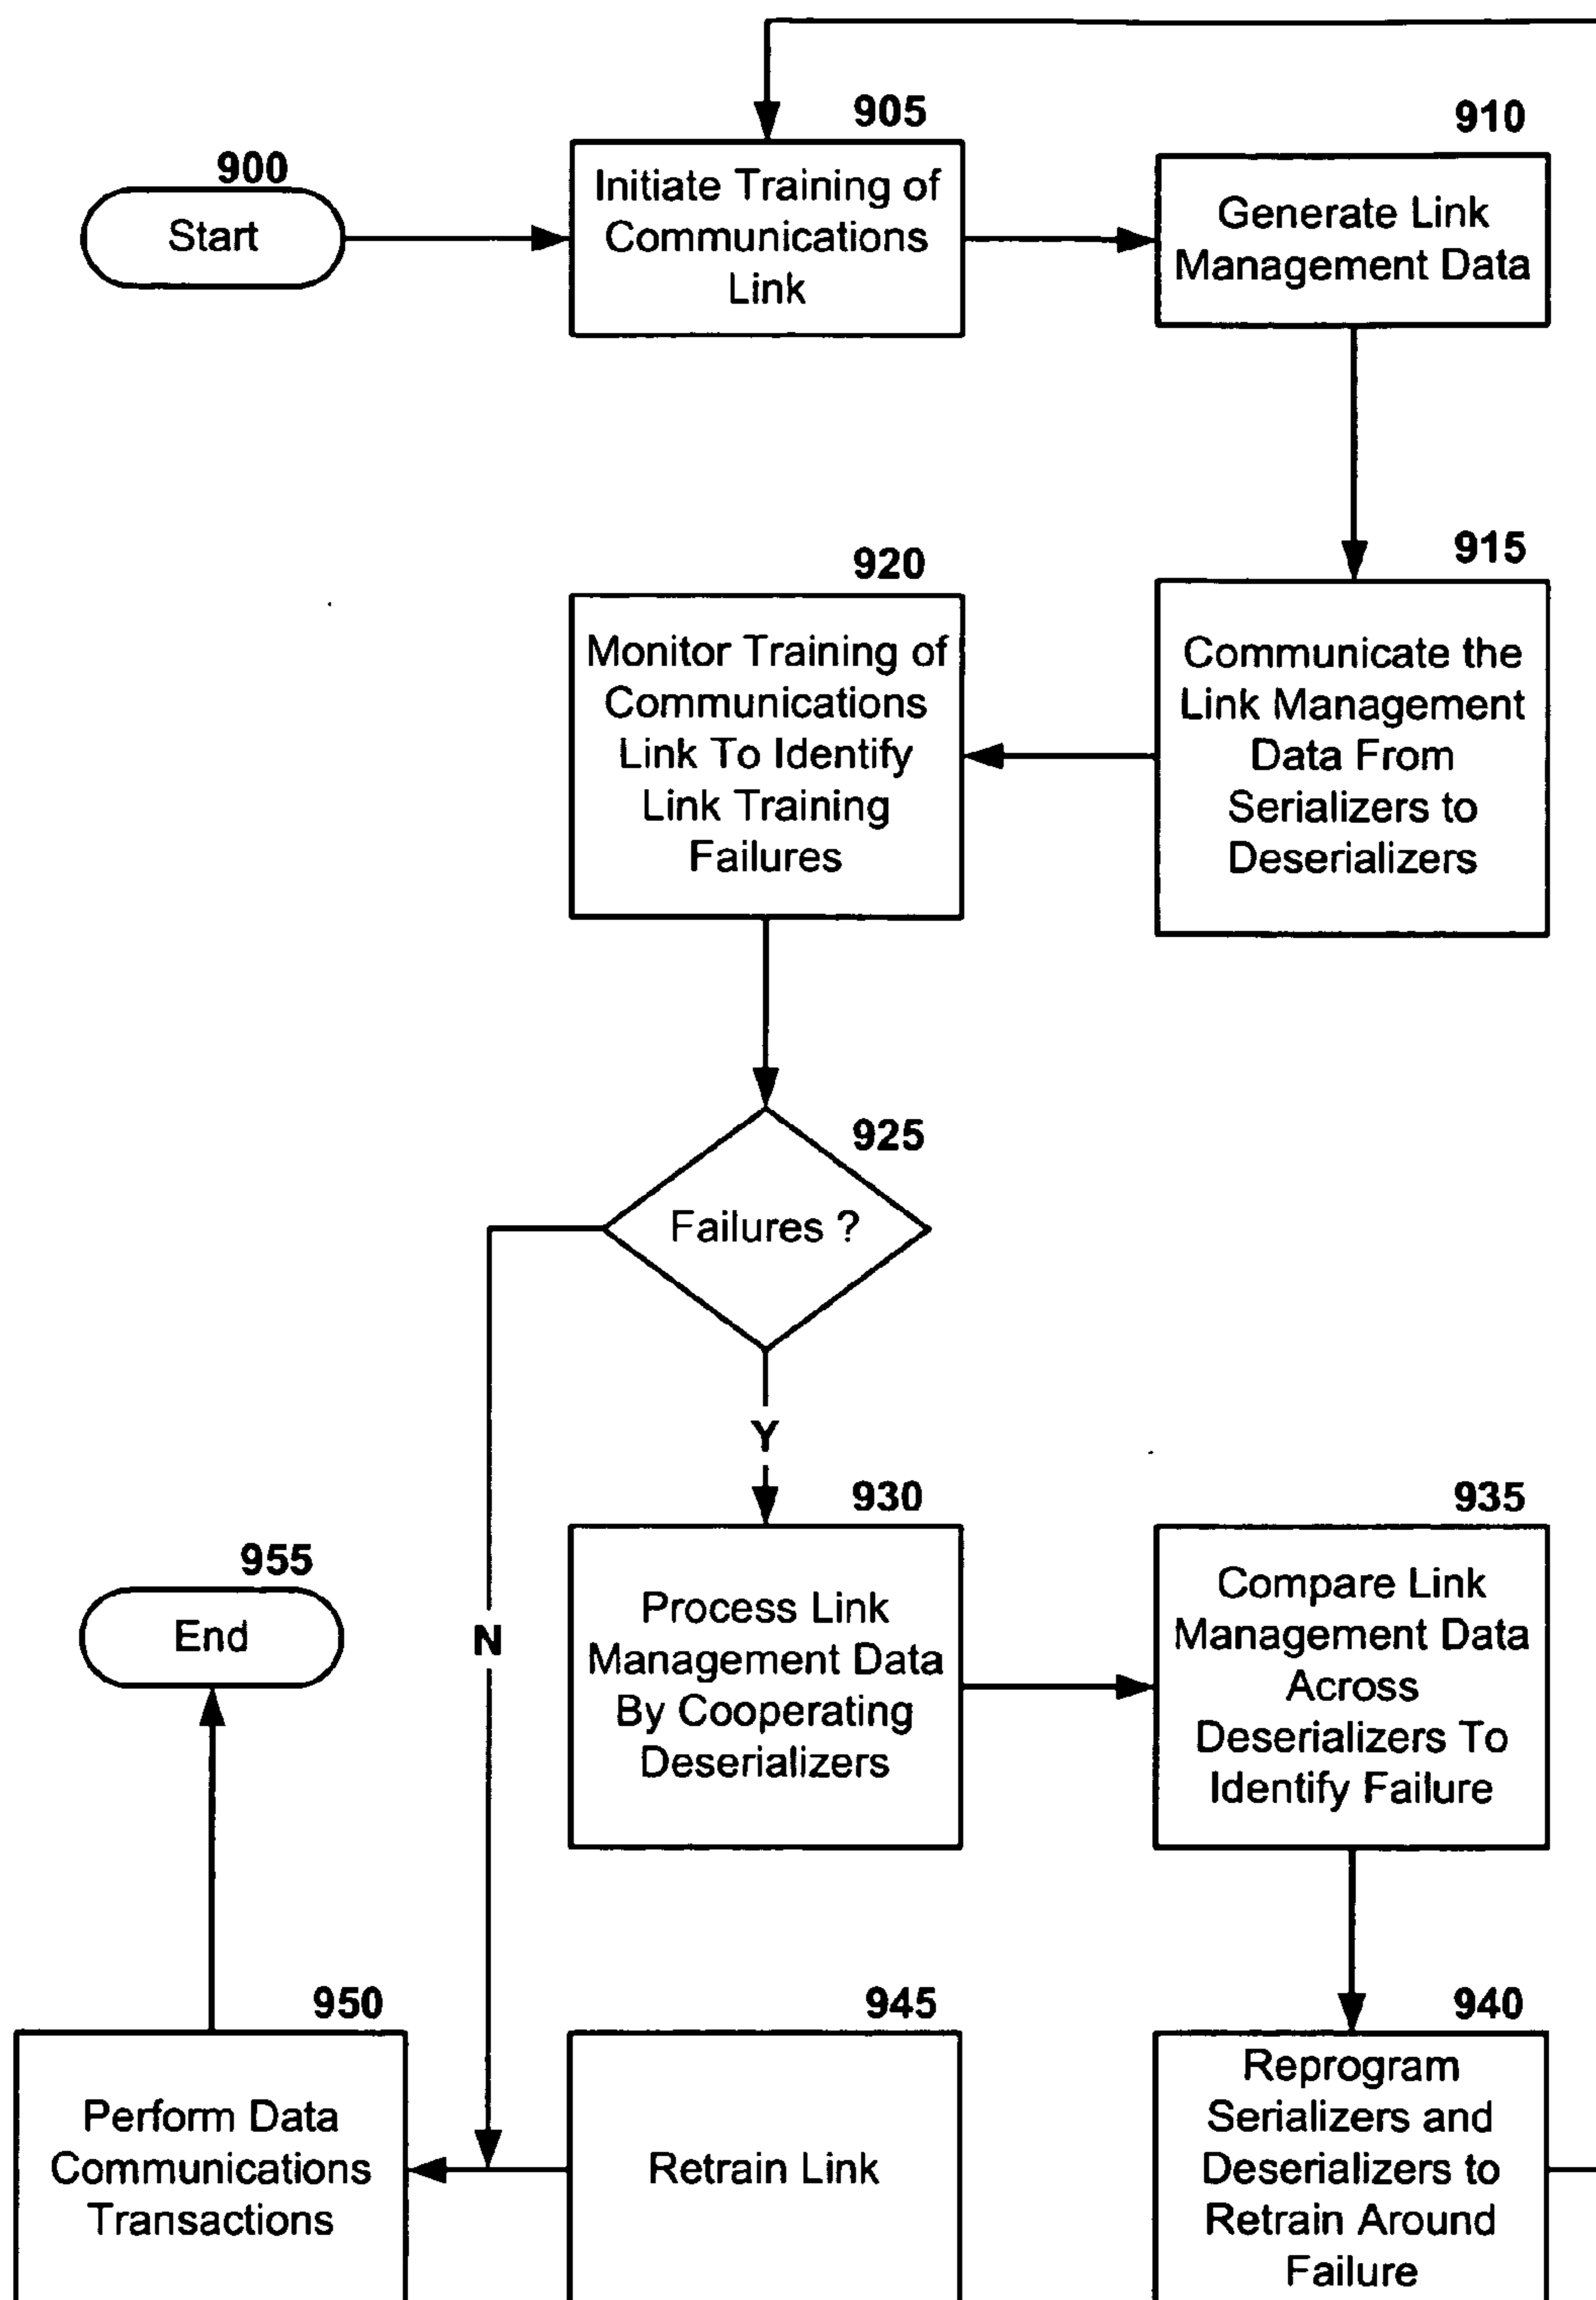 900
Start
905
Initiate Training of
Communications
Link
910
Generate Link
Management Data
915
Communicate the
Link Management
Data From
Serializers to
Deserializers
920
Monitor Training of
Communications
Link To Identify
Link Training
Failures
925
Failures ?
Y
N
930
Process Link
Management Data
By Cooperating
Deserializers
935
Compare Link
Management Data
Across
Deserializers To
Identify Failure
940
Reprogram
Serializers and
Deserializers to
Retrain Around
Failure
945
Retrain Link
950
Perform Data
Communications
Transactions
955
End